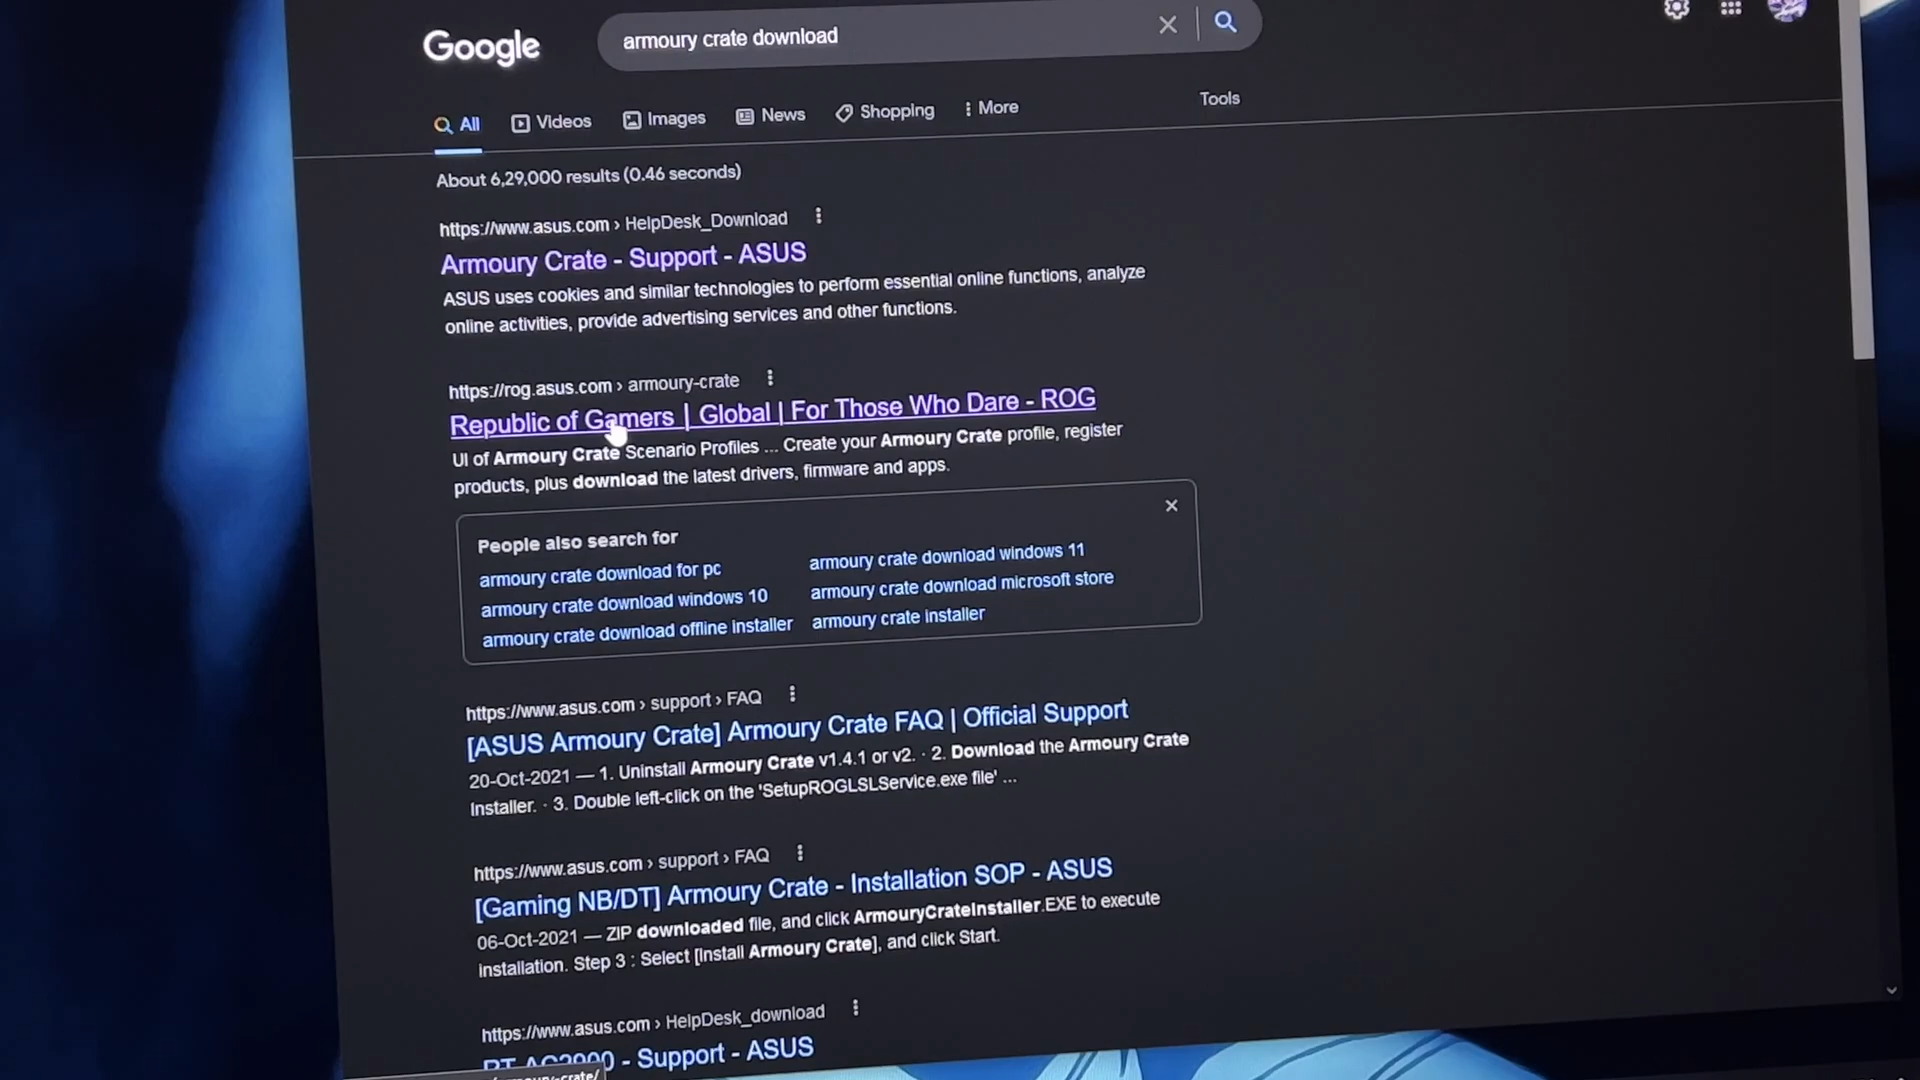 Google
armoury crate download
All
Videos
Images
News
Shopping
More
Tools
About 6,29,000 results (0.46 seconds)
https://www.asus.com › HelpDesk_Download
Armoury Crate - Support - ASUS
ASUS uses cookies and similar technologies to perform essential online functions, analyze
online activities, provide advertising services and other functions.
https://rog.asus.com › armoury-crate
Republic of Gamers | Global | For Those Who Dare - ROG
UI of Armoury Crate Scenario Profiles ... Create your Armoury Crate profile, register
products, plus download the latest drivers, firmware and apps.
People also search for
armoury crate download for pc
armoury crate download windows 11
armoury crate download windows 10
armoury crate download microsoft store
armoury crate download offline installer
armoury crate installer
https://www.asus.com › support › FAQ
[ASUS Armoury Crate] Armoury Crate FAQ | Official Support
20-Oct-2021 — 1. Uninstall Armoury Crate v1.4.1 or v2. · 2. Download the Armoury Crate
Installer. · 3. Double left-click on the 'SetupROGLSLService.exe file' ...
https://www.asus.com › support › FAQ
[Gaming NB/DT] Armoury Crate - Installation SOP - ASUS
06-Oct-2021 — ZIP downloaded file, and click ArmouryCrateInstaller.EXE to execute
installation. Step 3 : Select [Install Armoury Crate], and click Start.
https://www.asus.com › HelpDesk_download
- Support - ASUS